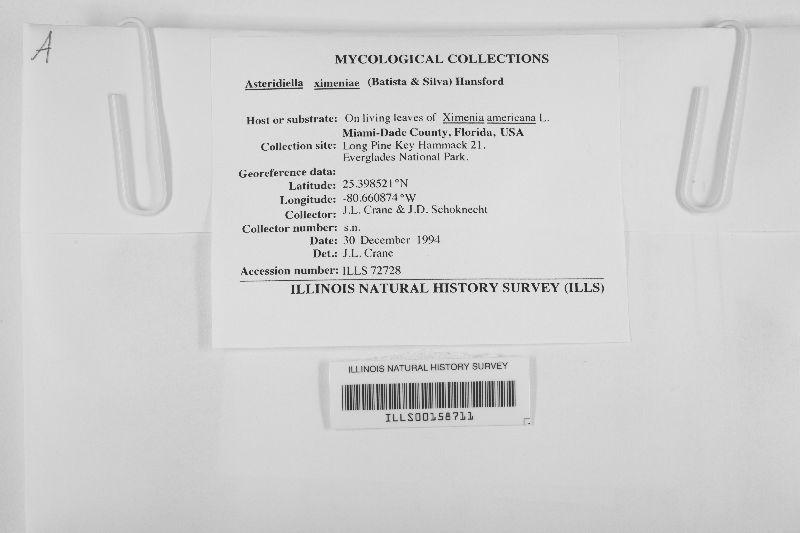 A
MYCOLOGICAL COLLECTIONS
Asteridiella ximeniae (Batista & Silva) Hansford
Host or substrate: On living leaves of Ximenia americana L.
Miami-Dade County, Florida, USA
Collection site: Long Pine Key Hammock 21.
Everglades National Park.
Georeference data:
Latitude: 25.398521°N
Longitude: -80.660874°W
Collector: J.L. Crane & J.D. Schoknecht
Collector number: s.n.
Date: 30 December 1994
Det.: J.L. Crane
Accession number: ILLS 72728
ILLINOIS NATURAL HISTORY SURVEY (ILLS)
ILLINOIS NATURAL HISTORY SURVEY
ILLS00158711